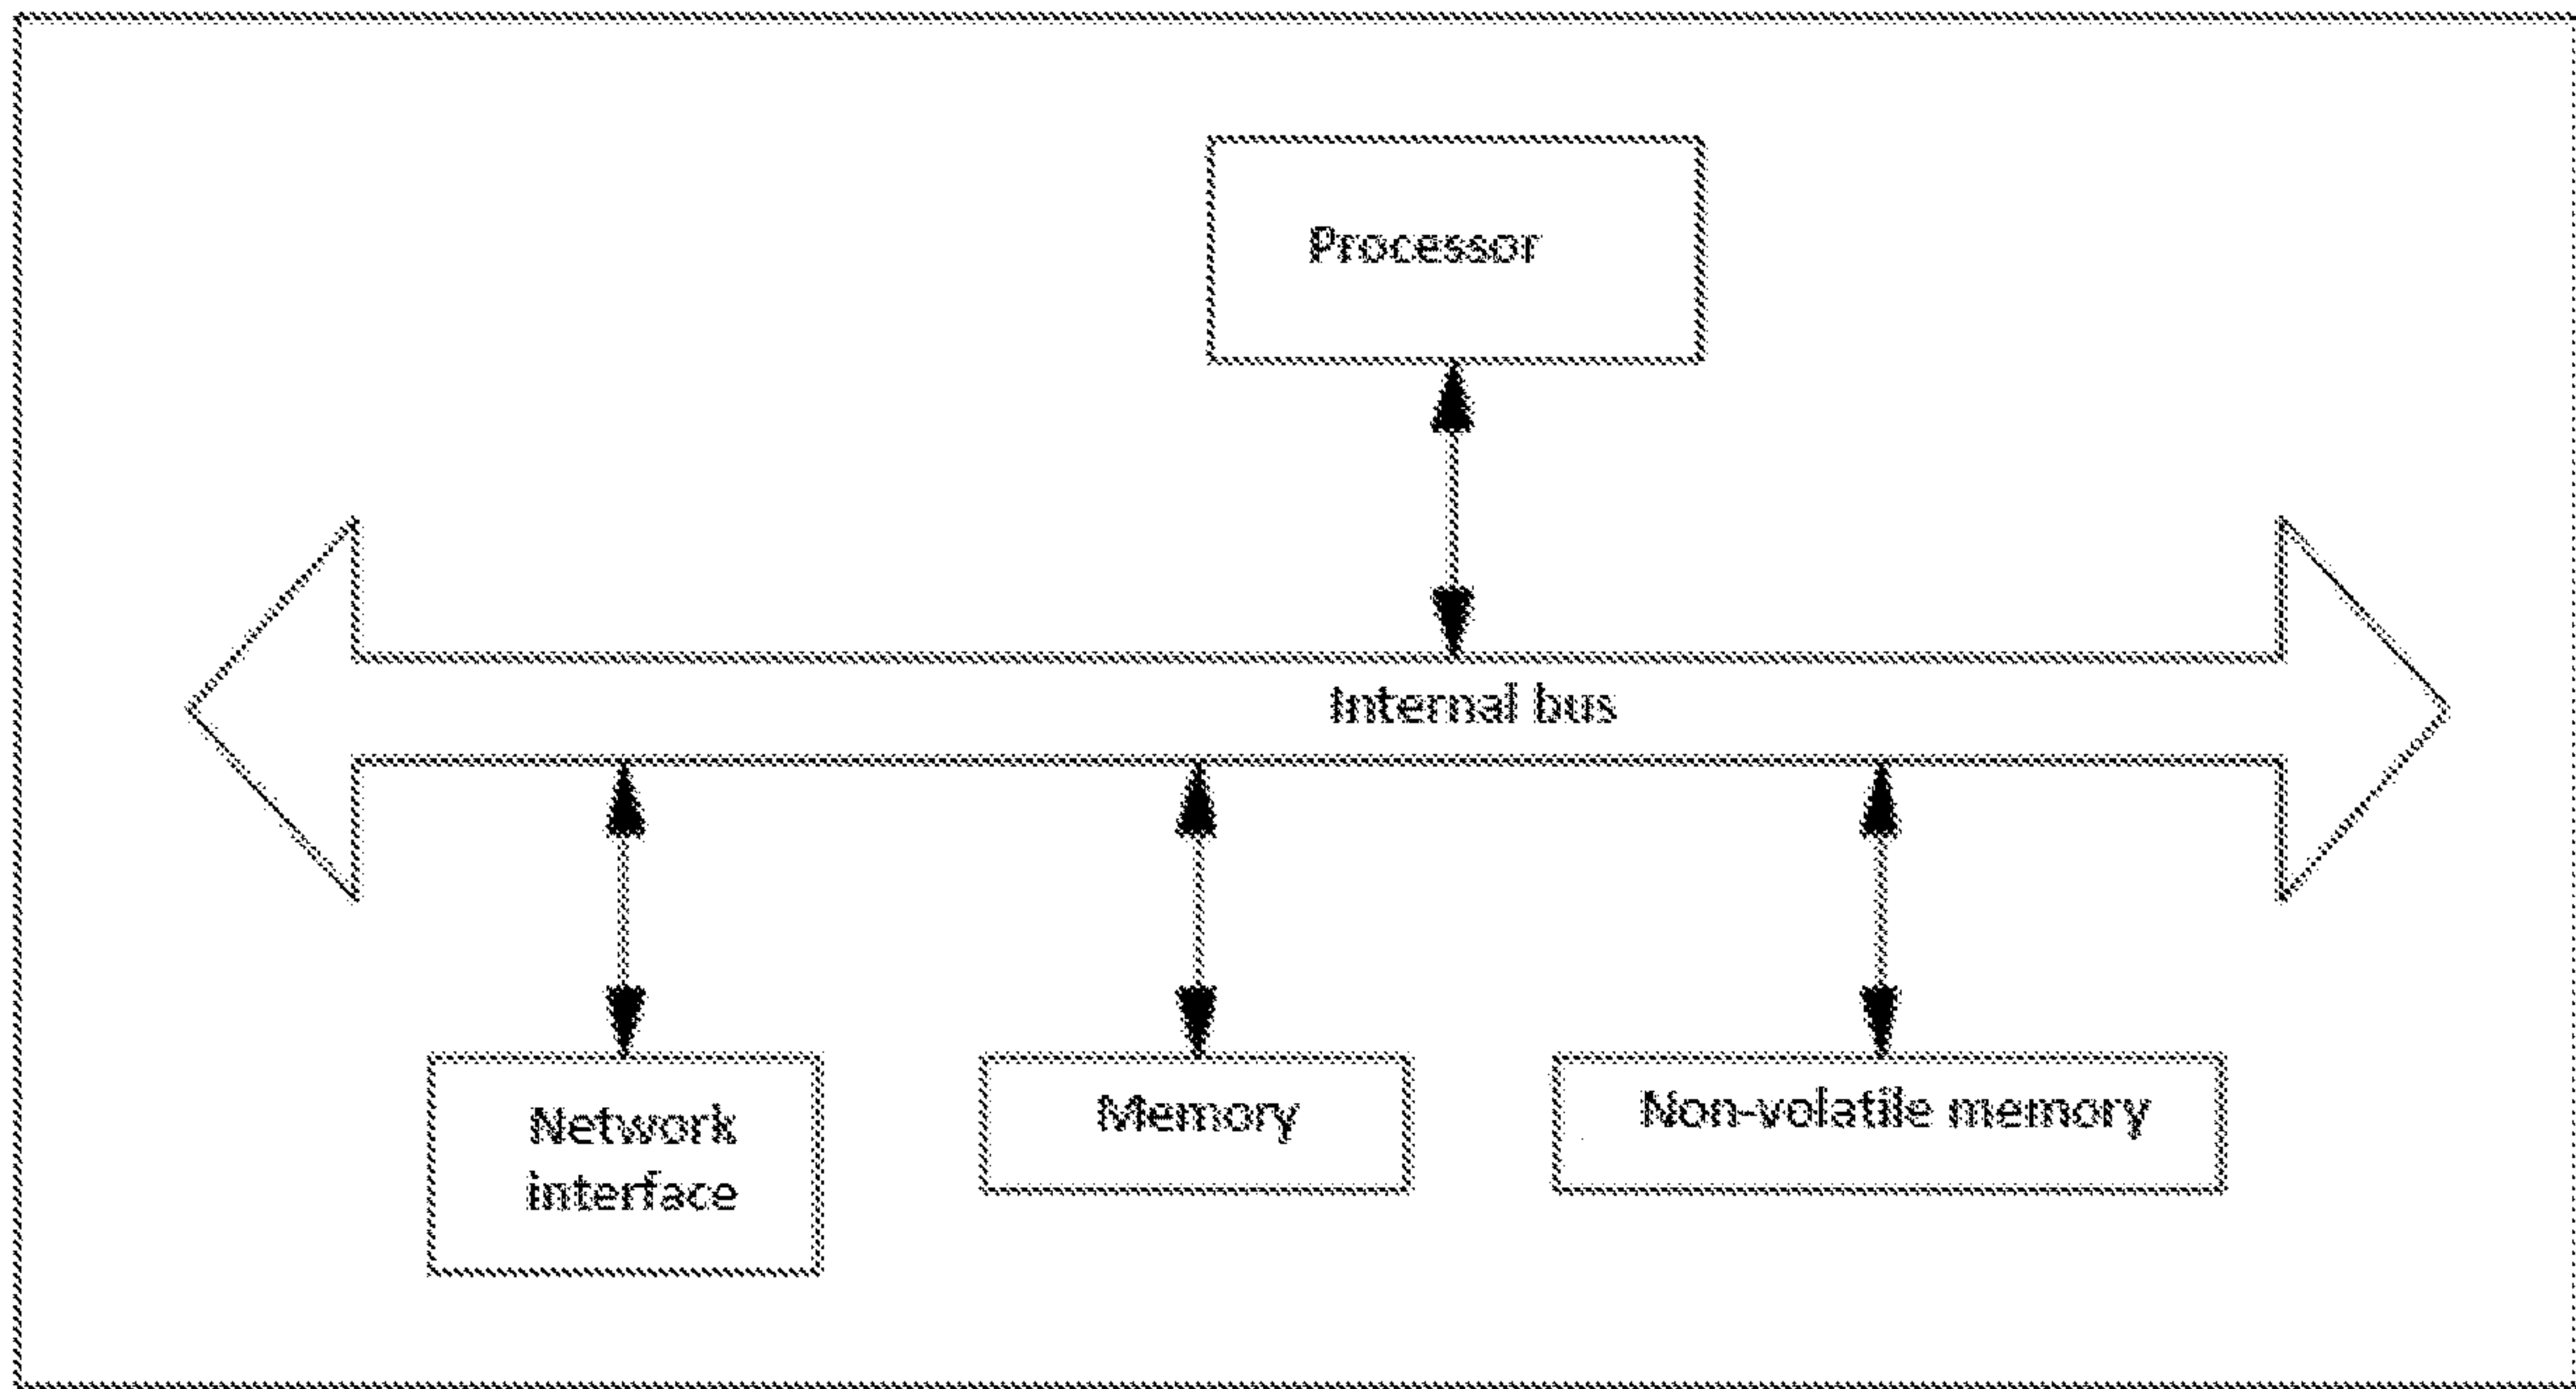 Processor
Internal bus
Network
interface
Memory
Non-volatile memory